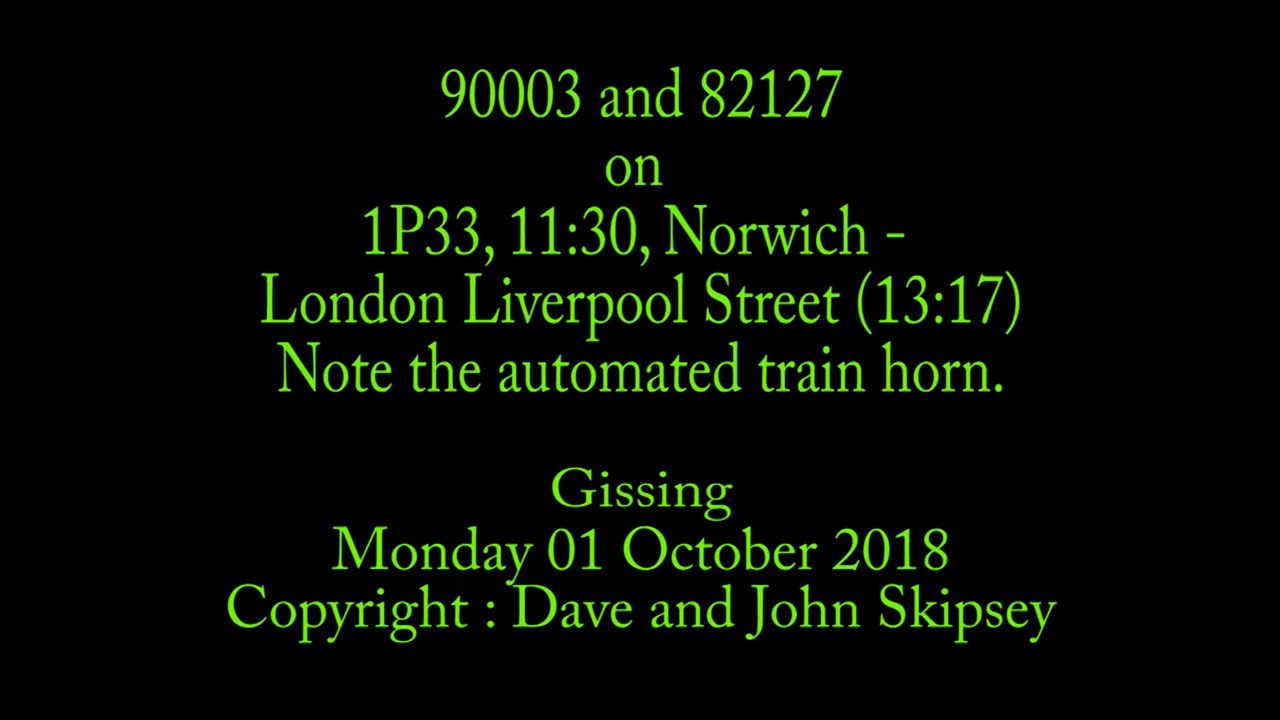 90003 and 82127
on
1P33, 11:30, Norwich -
London Liverpool Street (13:17)
Note the automated train horn.
Gissing
Monday 01 October 2018
Copyright : Dave and John Skipsey